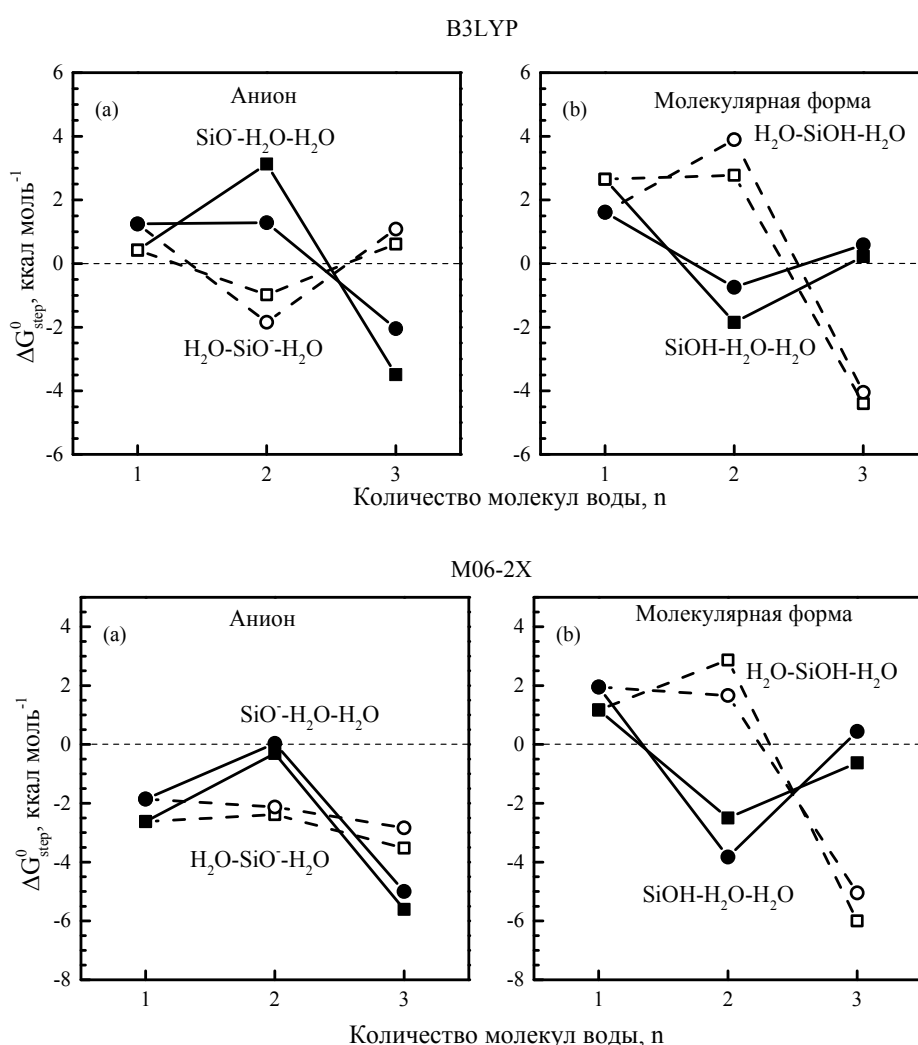 B3LYP
(a) Анион
SiO⁻-H₂O-H₂O
H₂O-SiO⁻-H₂O
6
4
2
0
-2
-4
-6
1 2 3
ΔG⁰step, ккал моль⁻¹
(b) Молекулярная форма
H₂O-SiOH-H₂O
SiOH-H₂O-H₂O
6
4
2
0
-2
-4
-6
1 2 3
Количество молекул воды, n
M06-2X
(a) Анион
SiO⁻-H₂O-H₂O
H₂O-SiO⁻-H₂O
4
2
0
-2
-4
-6
-8
1 2 3
ΔG⁰step, ккал моль⁻¹
(b) Молекулярная форма
H₂O-SiOH-H₂O
SiOH-H₂O-H₂O
4
2
0
-2
-4
-6
-8
1 2 3
Количество молекул воды, n